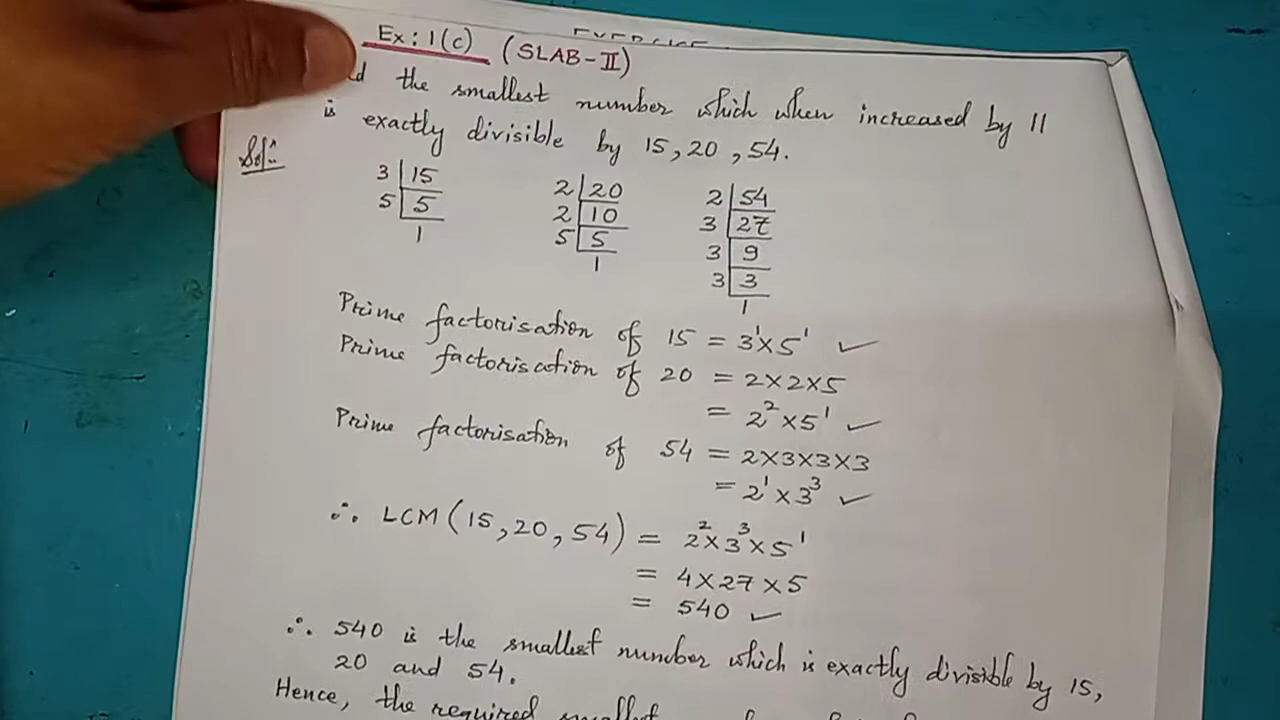 Ex: 1(c) (SLAB-II)
the smallest number which when increased by 11
is exactly divisible by 15, 20, 54.
Sol:
3 | 15 2 | 20 2 | 54
5 | 5 2 | 10 3 | 27
1 5 | 5 3 | 9
1 3 | 3
1
Prime factorisation of 15 = 3¹×5¹ ✓
Prime factorisation of 20 = 2×2×5
= 2²×5¹ ✓
Prime factorisation of 54 = 2×3×3×3
= 2¹×3³ ✓
∴ LCM(15,20,54) = 2²×3³×5¹
= 4×27×5
= 540 ✓
∴ 540 is the smallest number which is exactly divisible by 15,
20 and 54.
Hence, the required smallest